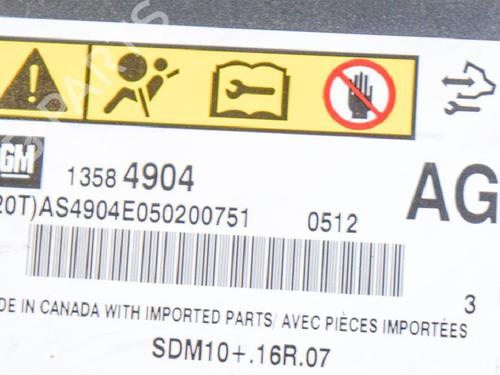 GM
1358 4904
AG
20T)AS4904E050200751 0512
3
DE IN CANADA WITH IMPORTED PARTS/ AVEC PIÈCES IMPORTÉES
SDM10+.16R.07